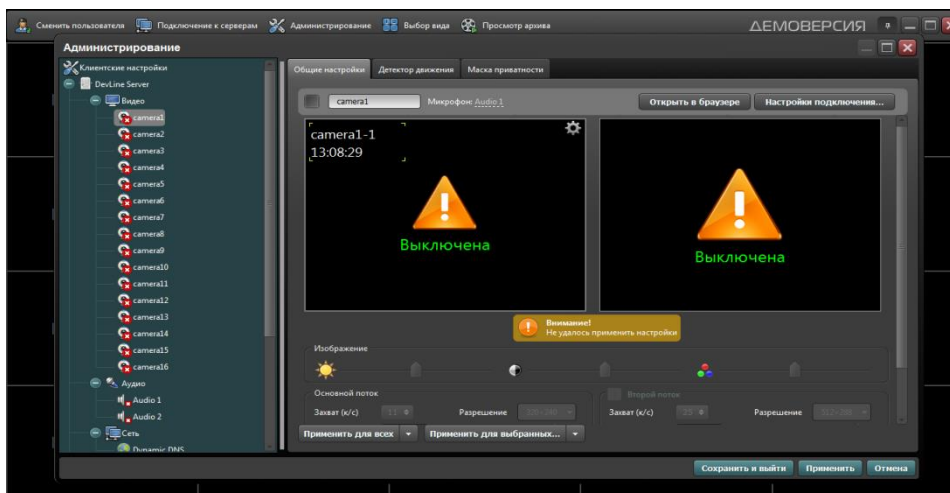 Сменить пользователя Подключение к серверам Администрирование Выбор вида Просмотр архива ДЕМОВЕРСИЯ
Администрирование
Клиентские настройки
DevLine Server
Видео
camera1
camera2
camera3
camera4
camera5
camera6
camera7
camera8
camera9
camera10
camera11
camera12
camera13
camera14
camera15
camera16
Аудио
Audio 1
Audio 2
Сеть
Dynamic DNS
Общие настройки Детектор движения Маска приватности
camera1 Микрофон: Audio 1 Открыть в браузере Настройки подключения...
camera1-1
13:08:29
Выключена
Выключена
Внимание!
Не удалось применить настройки
Изображение
Основной поток Второй поток
Захват (к/с) 11 Разрешение Захват (к/с) 25 Разрешение
Применить для всех Применить для выбранных...
Сохранить и выйти Применить Отмена